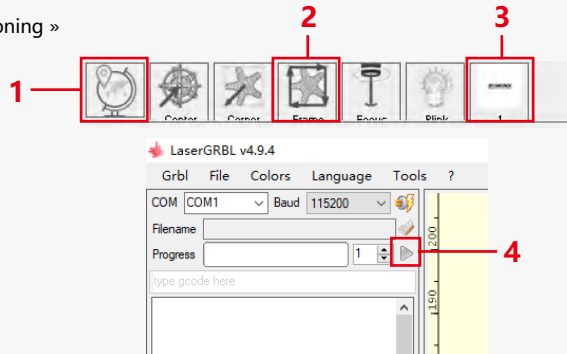 oning »
2
3
1
Center
Corner
Frame
Focus
Blink
1
LaserGRBL v4.9.4
Grbl File Colors Language Tools ?
COM COM1 Baud 115200
Filename
Progress 1
4
type gcode here
200
190